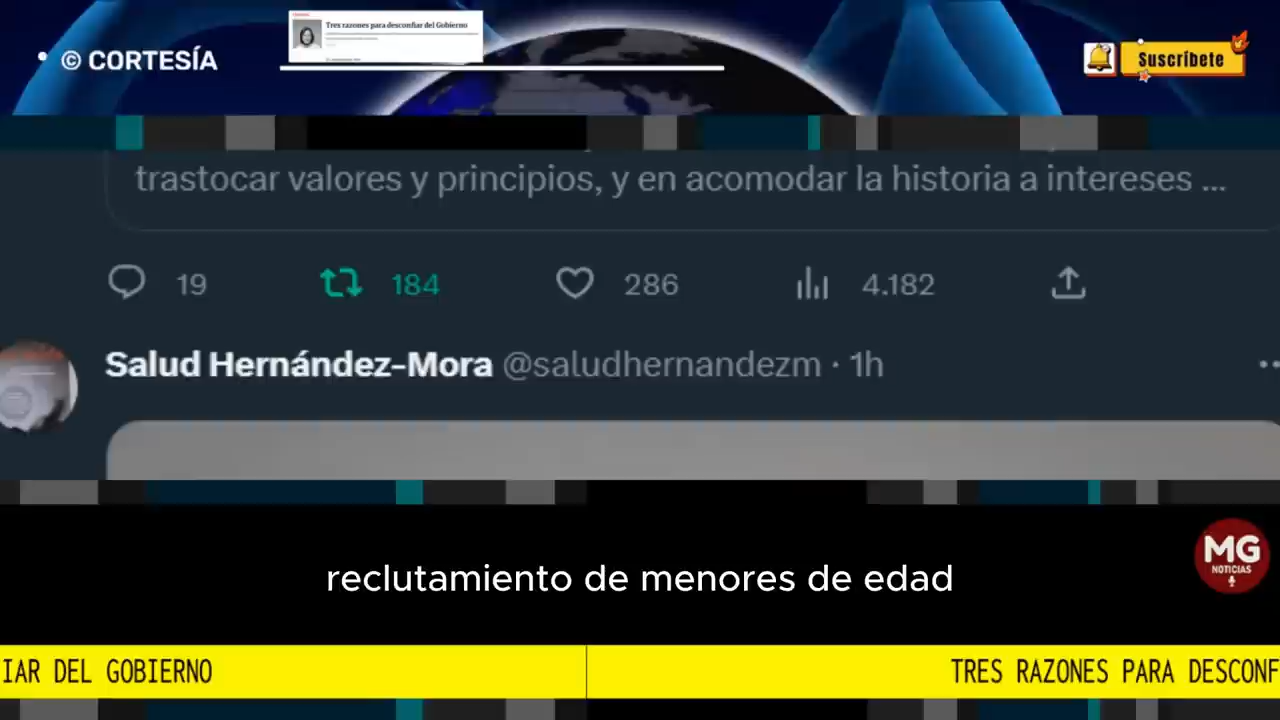 Tres razones para desconfiar del Gobierno
© CORTESÍA
Suscríbete
trastocar valores y principios, y en acomodar la historia a intereses ...
19 184 286 4.182
Salud Hernández-Mora @saludhernandezm · 1h
reclutamiento de menores de edad
MG
NOTICIAS
IAR DEL GOBIERNO
TRES RAZONES PARA DESCONF